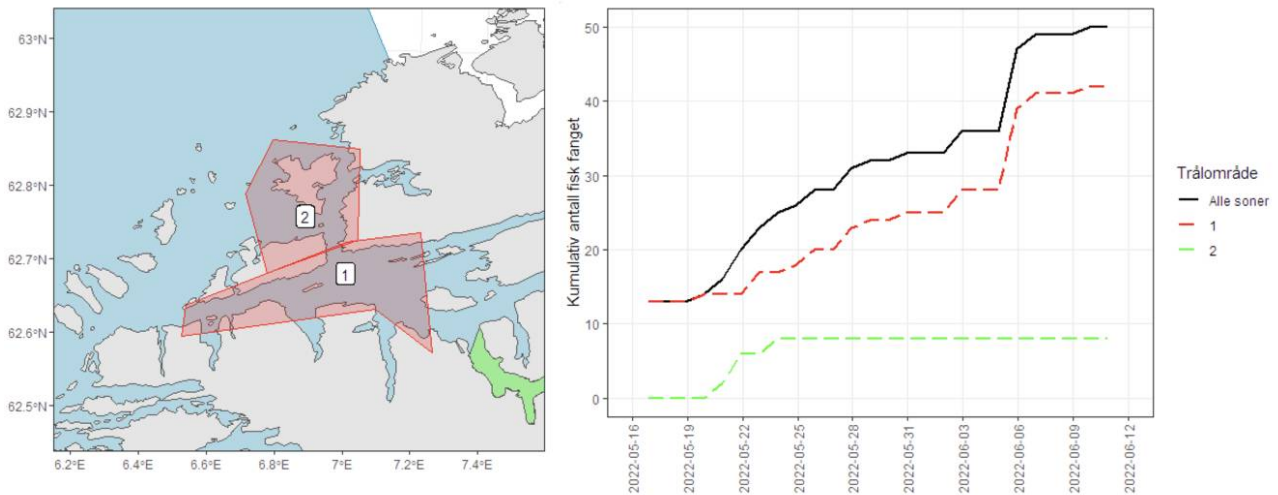 63°N
62.9°N
62.8°N
62.7°N
62.6°N
62.5°N
6.2°E
6.4°E
6.6°E
6.8°E
7°E
7.2°E
7.4°E
2
1
Kumulativ antall fisk fanget
50
40
30
20
10
0
2022-05-16
2022-05-19
2022-05-22
2022-05-25
2022-05-28
2022-05-31
2022-06-03
2022-06-06
2022-06-09
2022-06-12
Trålområde
Alle soner
1
2